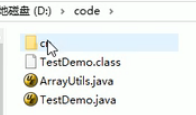 地磁盘 (D:) › code ›
TestDemo.class
ArrayUtils.java
TestDemo.java